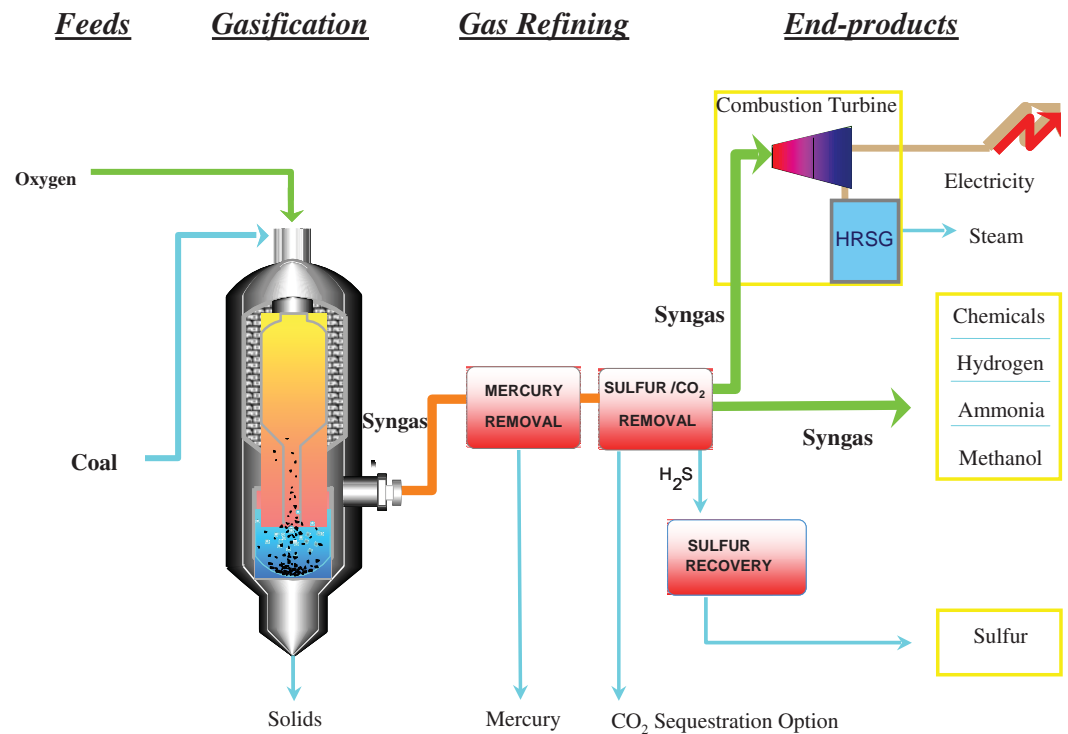 Feeds
Gasification
Gas Refining
End-products
Combustion Turbine
Oxygen
Electricity
HRSG
Steam
Syngas
Chemicals
Hydrogen
Ammonia
Methanol
MERCURY
REMOVAL
SULFUR /CO2
REMOVAL
Syngas
Syngas
Coal
H2S
SULFUR
RECOVERY
Sulfur
Solids
Mercury
CO2 Sequestration Option